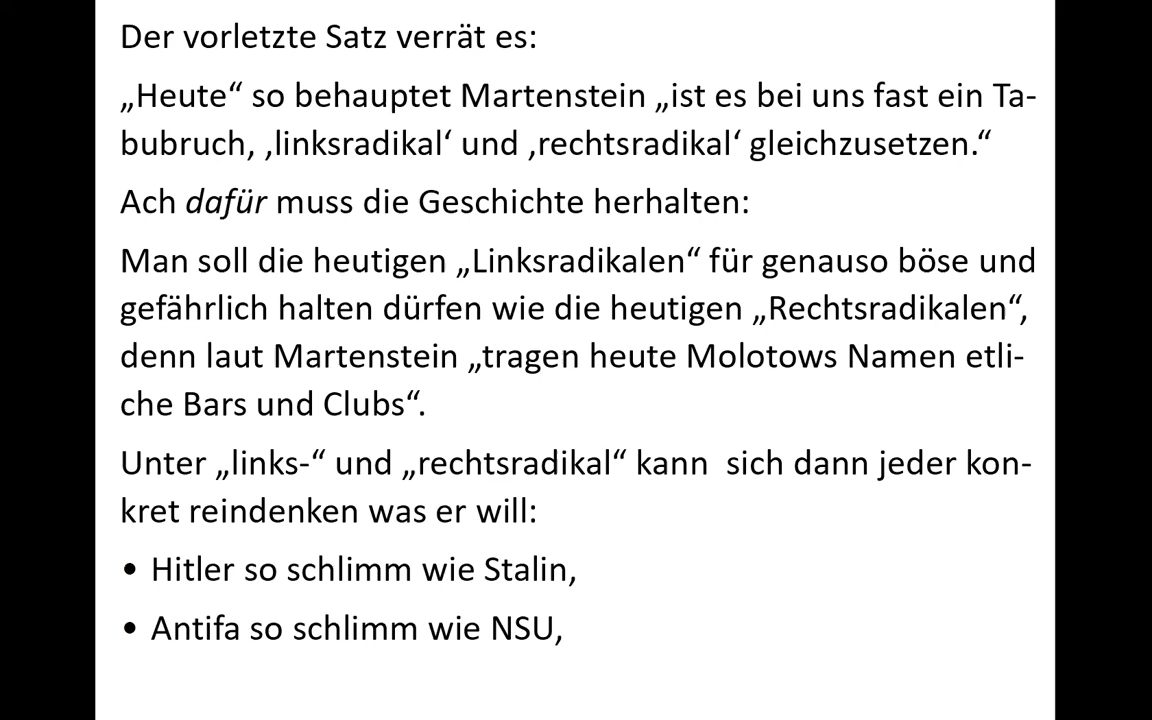 Der vorletzte Satz verrät es:
„Heute“ so behauptet Martenstein „ist es bei uns fast ein Ta-
bubruch, ‚linksradikal‘ und ‚rechtsradikal‘ gleichzusetzen.“
Ach dafür muss die Geschichte herhalten:
Man soll die heutigen „Linksradikalen“ für genauso böse und
gefährlich halten dürfen wie die heutigen „Rechtsradikalen“,
denn laut Martenstein „tragen heute Molotows Namen etli-
che Bars und Clubs“.
Unter „links-“ und „rechtsradikal“ kann  sich dann jeder kon-
kret reindenken was er will:
• Hitler so schlimm wie Stalin,
• Antifa so schlimm wie NSU,